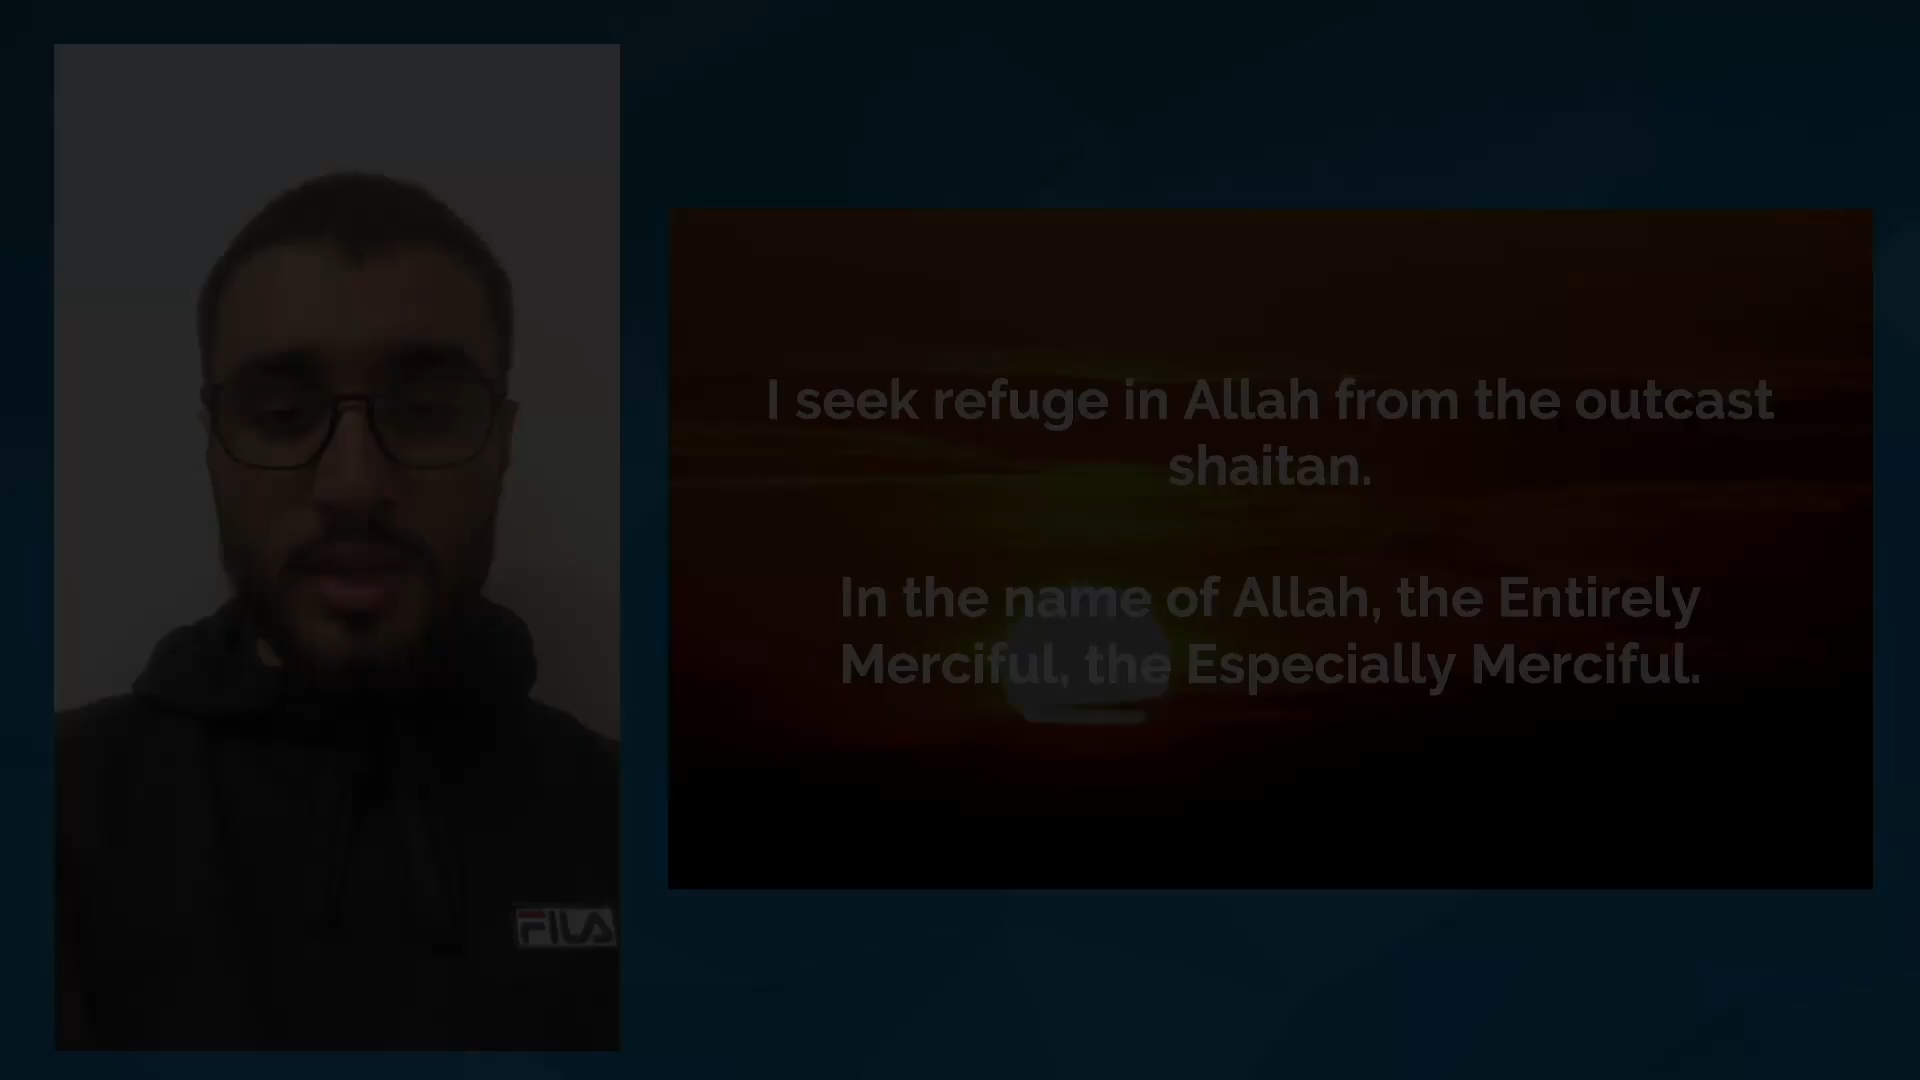 I seek refuge in Allah from the outcast
shaitan.
In the name of Allah, the Entirely
Merciful, the Especially Merciful.
FILA